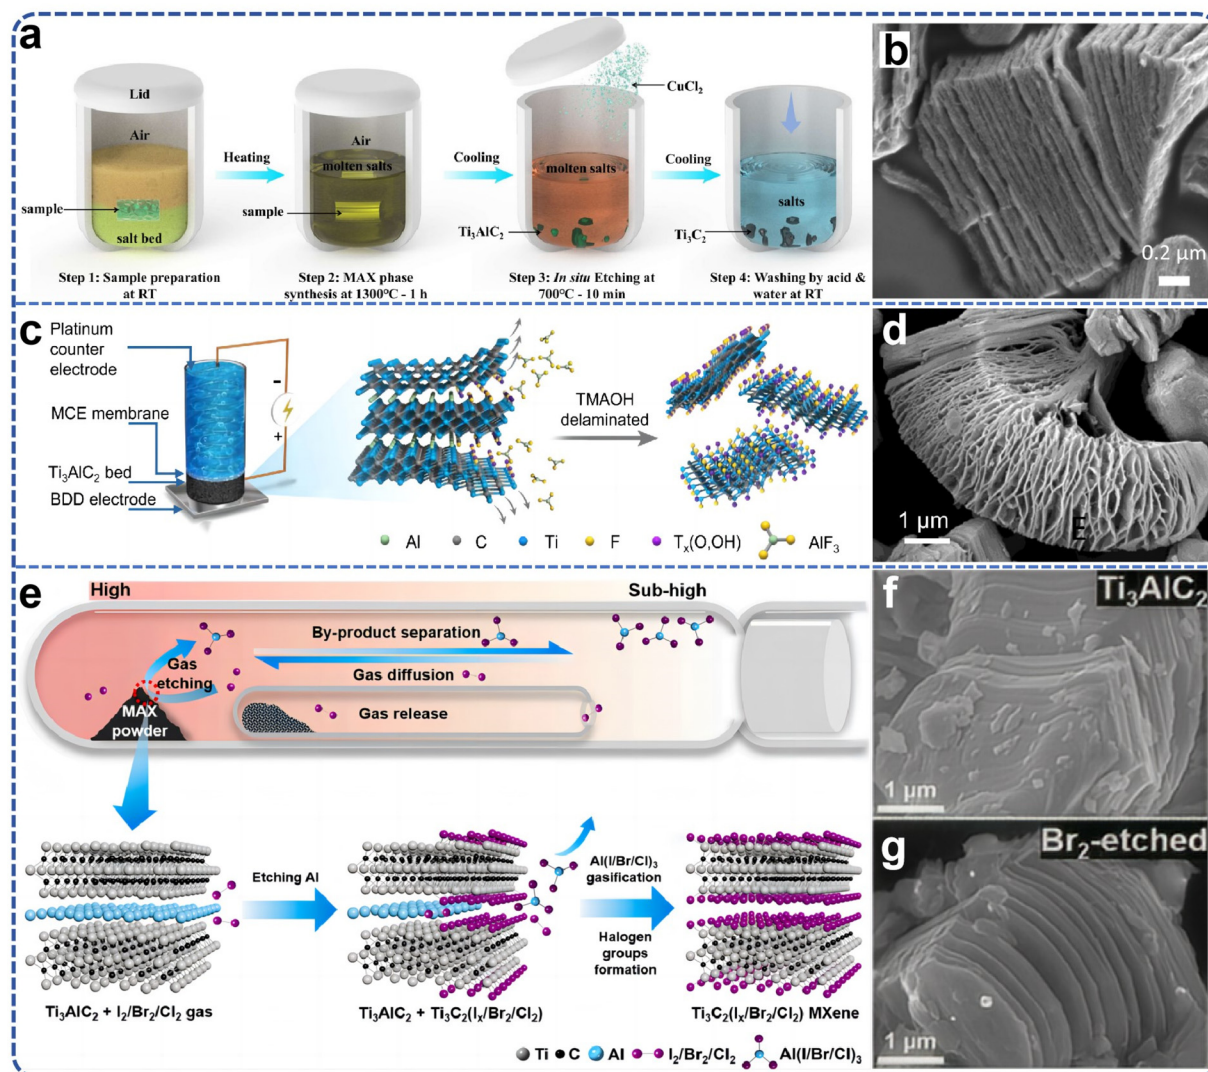 a
Lid
Air
sample
salt bed
Heating
Air
molten salts
sample
Cooling
CuCl₂
molten salts
Ti₃AlC₂
Cooling
salts
Ti₃C₂
Step 1: Sample preparation
at RT
Step 2: MAX phase
synthesis at 1300°C - 1 h
Step 3: In situ Etching at
700°C - 10 min
Step 4: Washing by acid &
water at RT
b
0.2 μm
c
Platinum
counter
electrode
MCE membrane
Ti₃AlC₂ bed
BDD electrode
-
+
TMAOH
delaminated
Al
C
Ti
F
Tₓ(O,OH)
AlF₃
d
1 μm
E
e
High
Sub-high
By-product separation
Gas
etching
Gas diffusion
Gas release
MAX
powder
Etching Al
Al(I/Br/Cl)₃
gasification
Halogen
groups
formation
Ti₃AlC₂ + I₂/Br₂/Cl₂ gas
Ti₃AlC₂ + Ti₃C₂(Iₓ/Br₂/Cl₂)
Ti₃C₂(Iₓ/Br₂/Cl₂) MXene
Ti
C
Al
I₂/Br₂/Cl₂
Al(I/Br/Cl)₃
f
Ti₃AlC₂
1 μm
g
Br₂-etched
1 μm